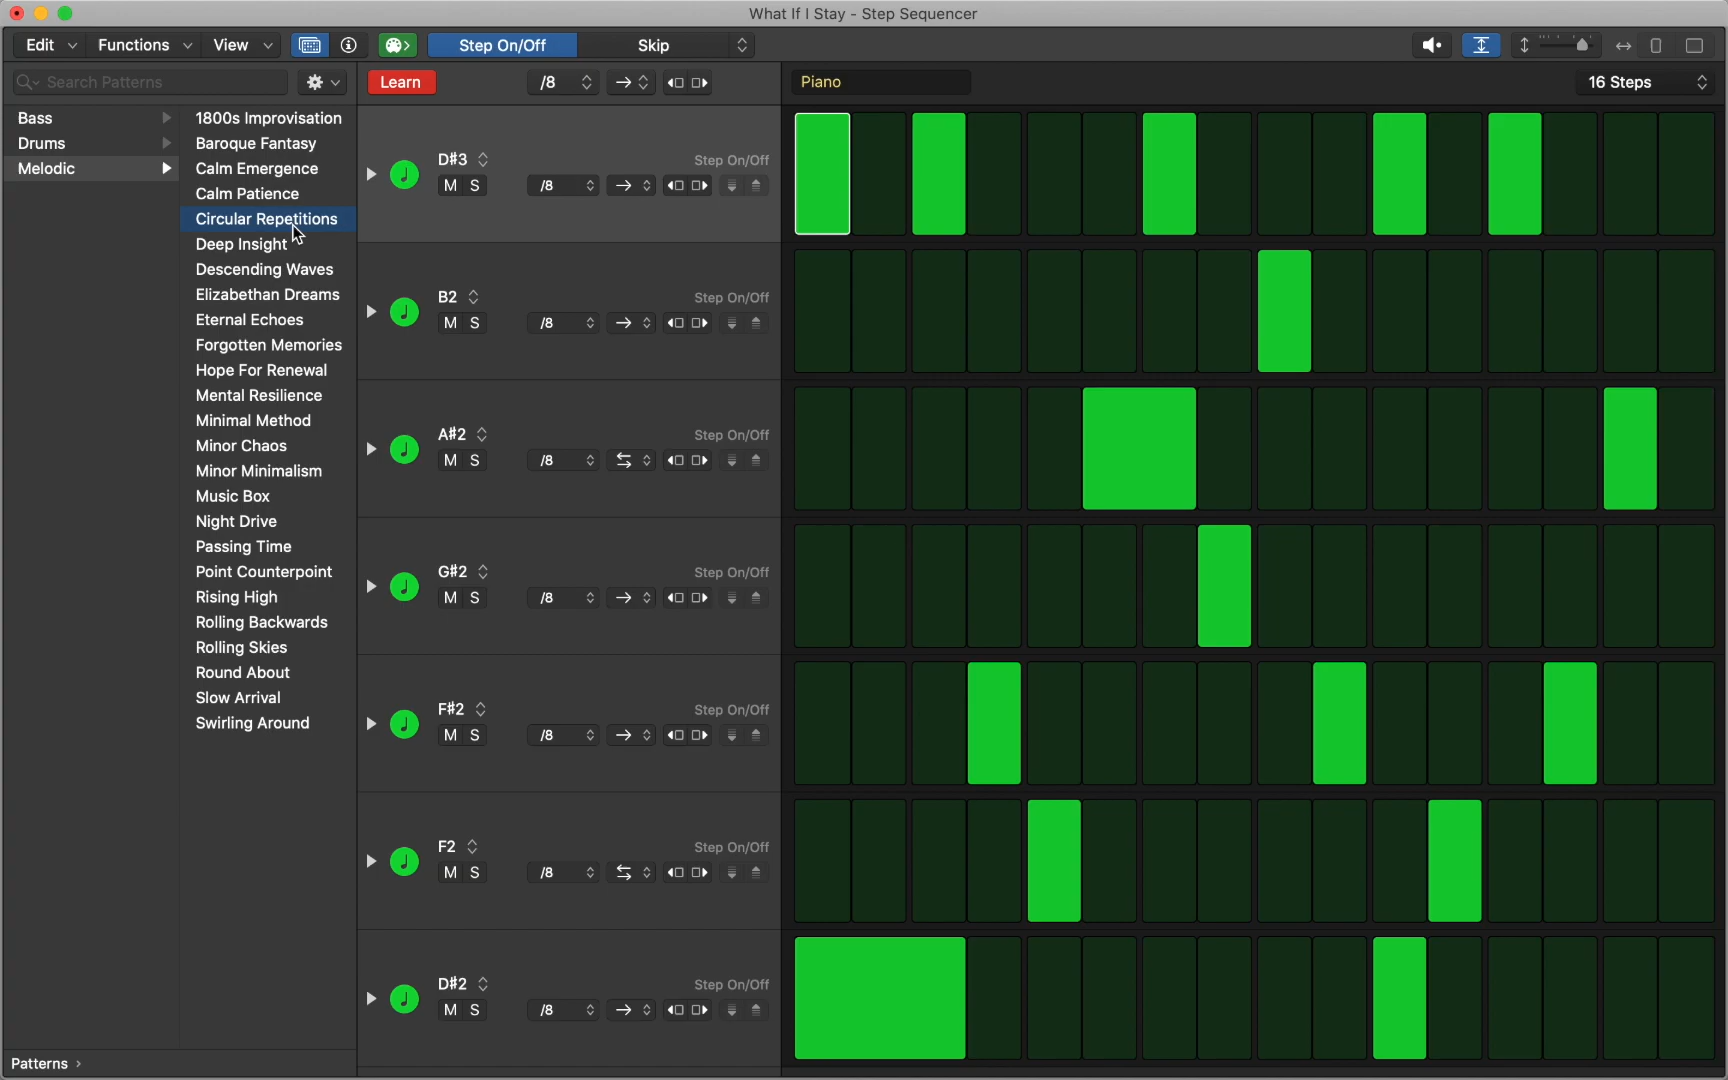 What If I Stay - Step Sequencer
Edit Functions View Step On/Off Skip
Search Patterns Learn /8 Piano 16 Steps
Bass
Drums
Melodic
1800s Improvisation
Baroque Fantasy
Calm Emergence
Calm Patience
Circular Repetitions
Deep Insight
Descending Waves
Elizabethan Dreams
Eternal Echoes
Forgotten Memories
Hope For Renewal
Mental Resilience
Minimal Method
Minor Chaos
Minor Minimalism
Music Box
Night Drive
Passing Time
Point Counterpoint
Rising High
Rolling Backwards
Rolling Skies
Round About
Slow Arrival
Swirling Around
D#3 Step On/Off
M S /8
B2 Step On/Off
M S /8
A#2 Step On/Off
M S /8
G#2 Step On/Off
M S /8
F#2 Step On/Off
M S /8
F2 Step On/Off
M S /8
D#2 Step On/Off
M S /8
Patterns